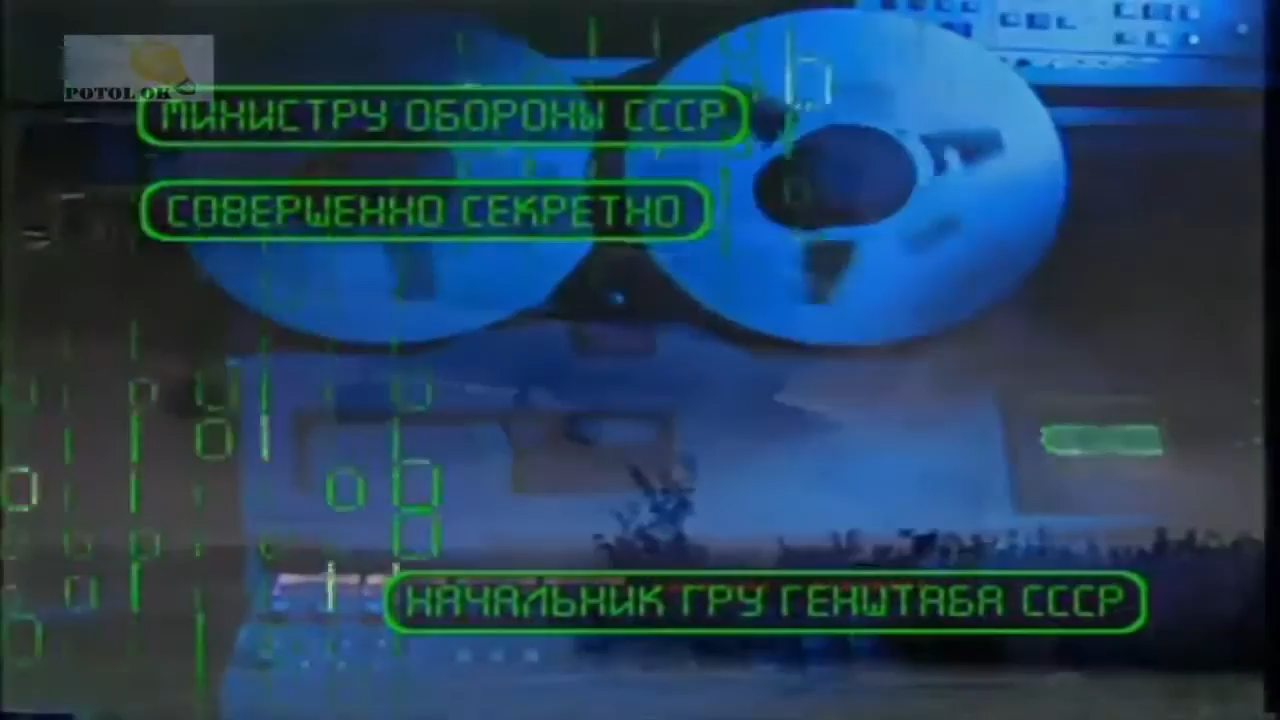 POTOLOK
МИНИСТРУ ОБОРОНЫ СССР
СОВЕРШЕННО СЕКРЕТНО
НАЧАЛЬНИК ГРУ ГЕНШТАБА СССР